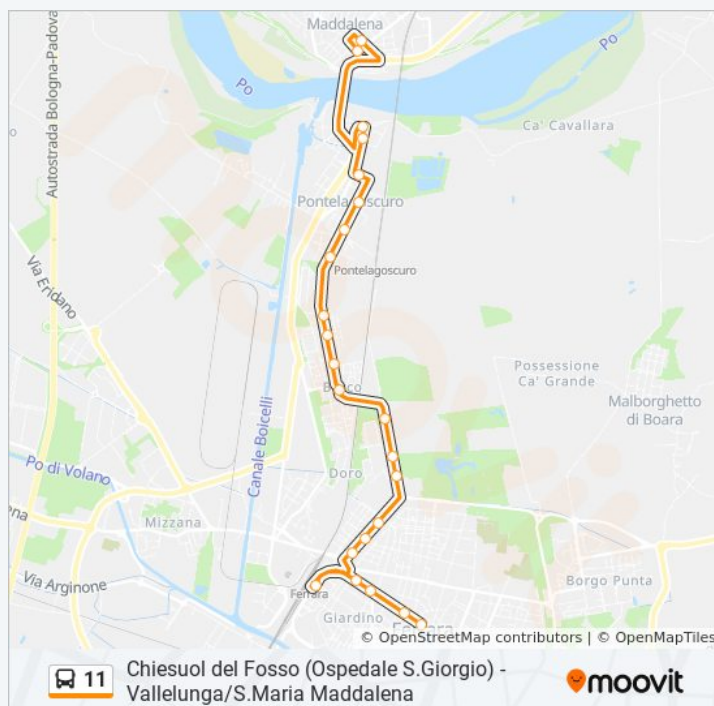 Maddalena
Po
Po
Ca' Cavallara
Autostrada Bologna-Padova
Pontelagoscuro
Via Eridano
Pontelagoscuro
Possessione
Ca' Grande
Malborghetto
di Boara
Canale Boicelli
Po di Volano
Doro
Mizzana
Via Arginone
Ferrara
Giardino
Borgo Punta
© OpenStreetMap contributors | © OpenMapTiles
11
Chiesuol del Fosso (Ospedale S.Giorgio) -
Vallelunga/S.Maria Maddalena
moovit